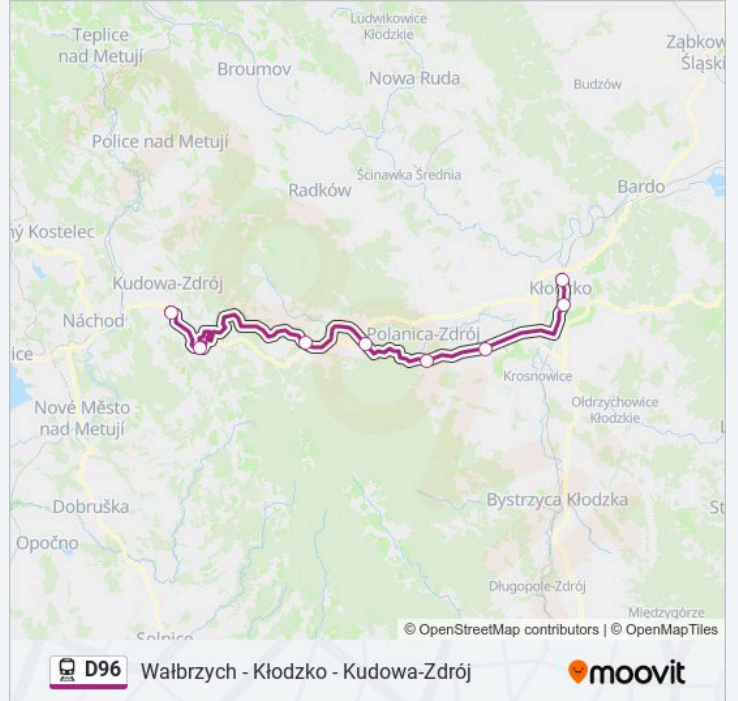 Ludwikowice
Kłodzkie
Teplice
nad Metují
Ząbkow
Śląski
Broumov
Nowa Ruda
Budzów
Police nad Metují
Ścinawka Średnia
Radków
Bardo
ný Kostelec
Kudowa-Zdrój
Kłodzko
Náchod
Polanica-Zdrój
ice
Krosnowice
Nové Město
nad Metují
Ołdrzychowice
Kłodzkie
L
Bystrzyca Kłodzka
Dobruška
St
Opočno
Długopole-Zdrój
Międzygórze
© OpenStreetMap contributors | © OpenMapTiles
Solnice
D96 Wałbrzych - Kłodzko - Kudowa-Zdrój moovit